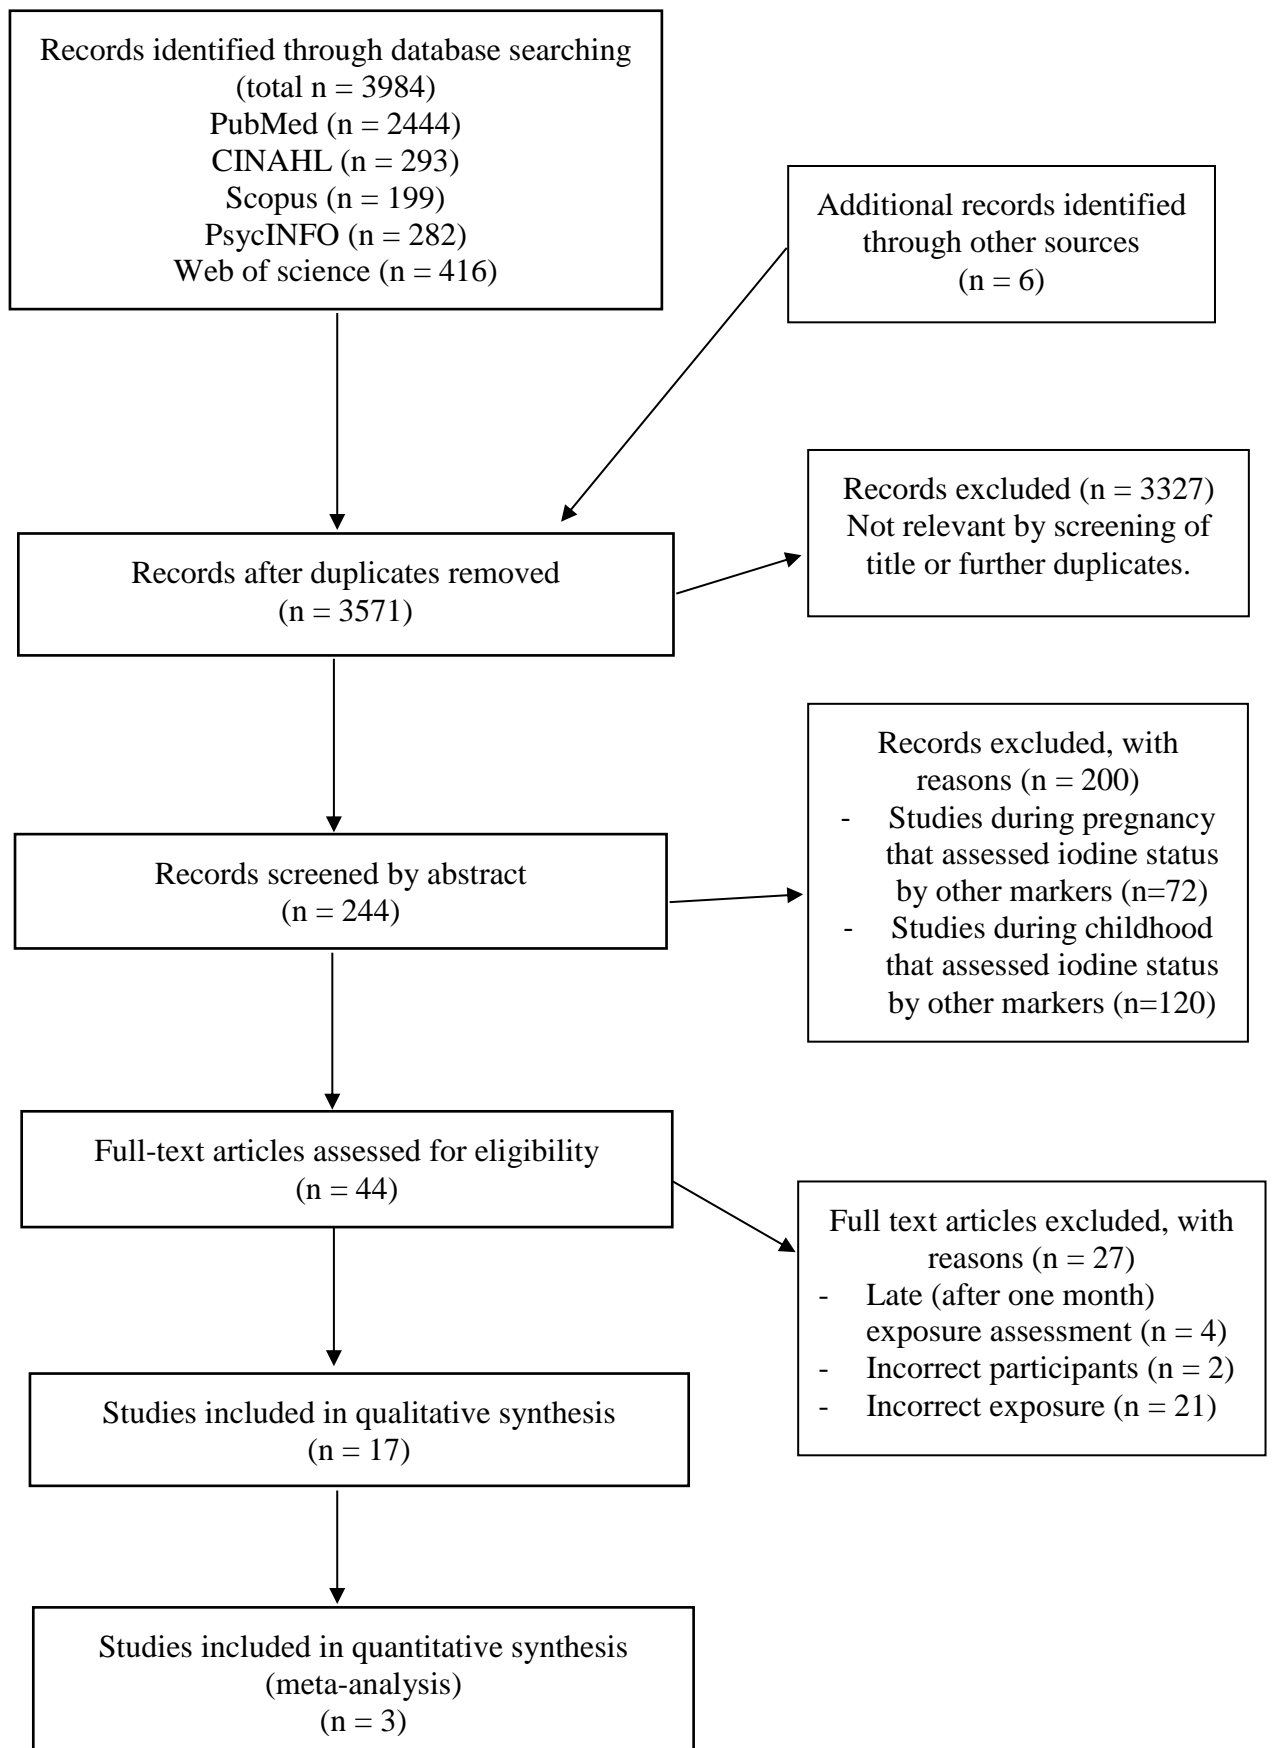 Records identified through database searching
(total n = 3984)
PubMed (n = 2444)
CINAHL (n = 293)
Scopus (n = 199)
PsycINFO (n = 282)
Web of science (n = 416)
Additional records identified
through other sources
(n = 6)
Records after duplicates removed
(n = 3571)
Records excluded (n = 3327)
Not relevant by screening of
title or further duplicates.
Records screened by abstract
(n = 244)
Records excluded, with
reasons (n = 200)
- Studies during pregnancy
that assessed iodine status
by other markers (n=72)
- Studies during childhood
that assessed iodine status
by other markers (n=120)
Full-text articles assessed for eligibility
(n = 44)
Full text articles excluded, with
reasons (n = 27)
- Late (after one month)
exposure assessment (n = 4)
- Incorrect participants (n = 2)
- Incorrect exposure (n = 21)
Studies included in qualitative synthesis
(n = 17)
Studies included in quantitative synthesis
(meta-analysis)
(n = 3)